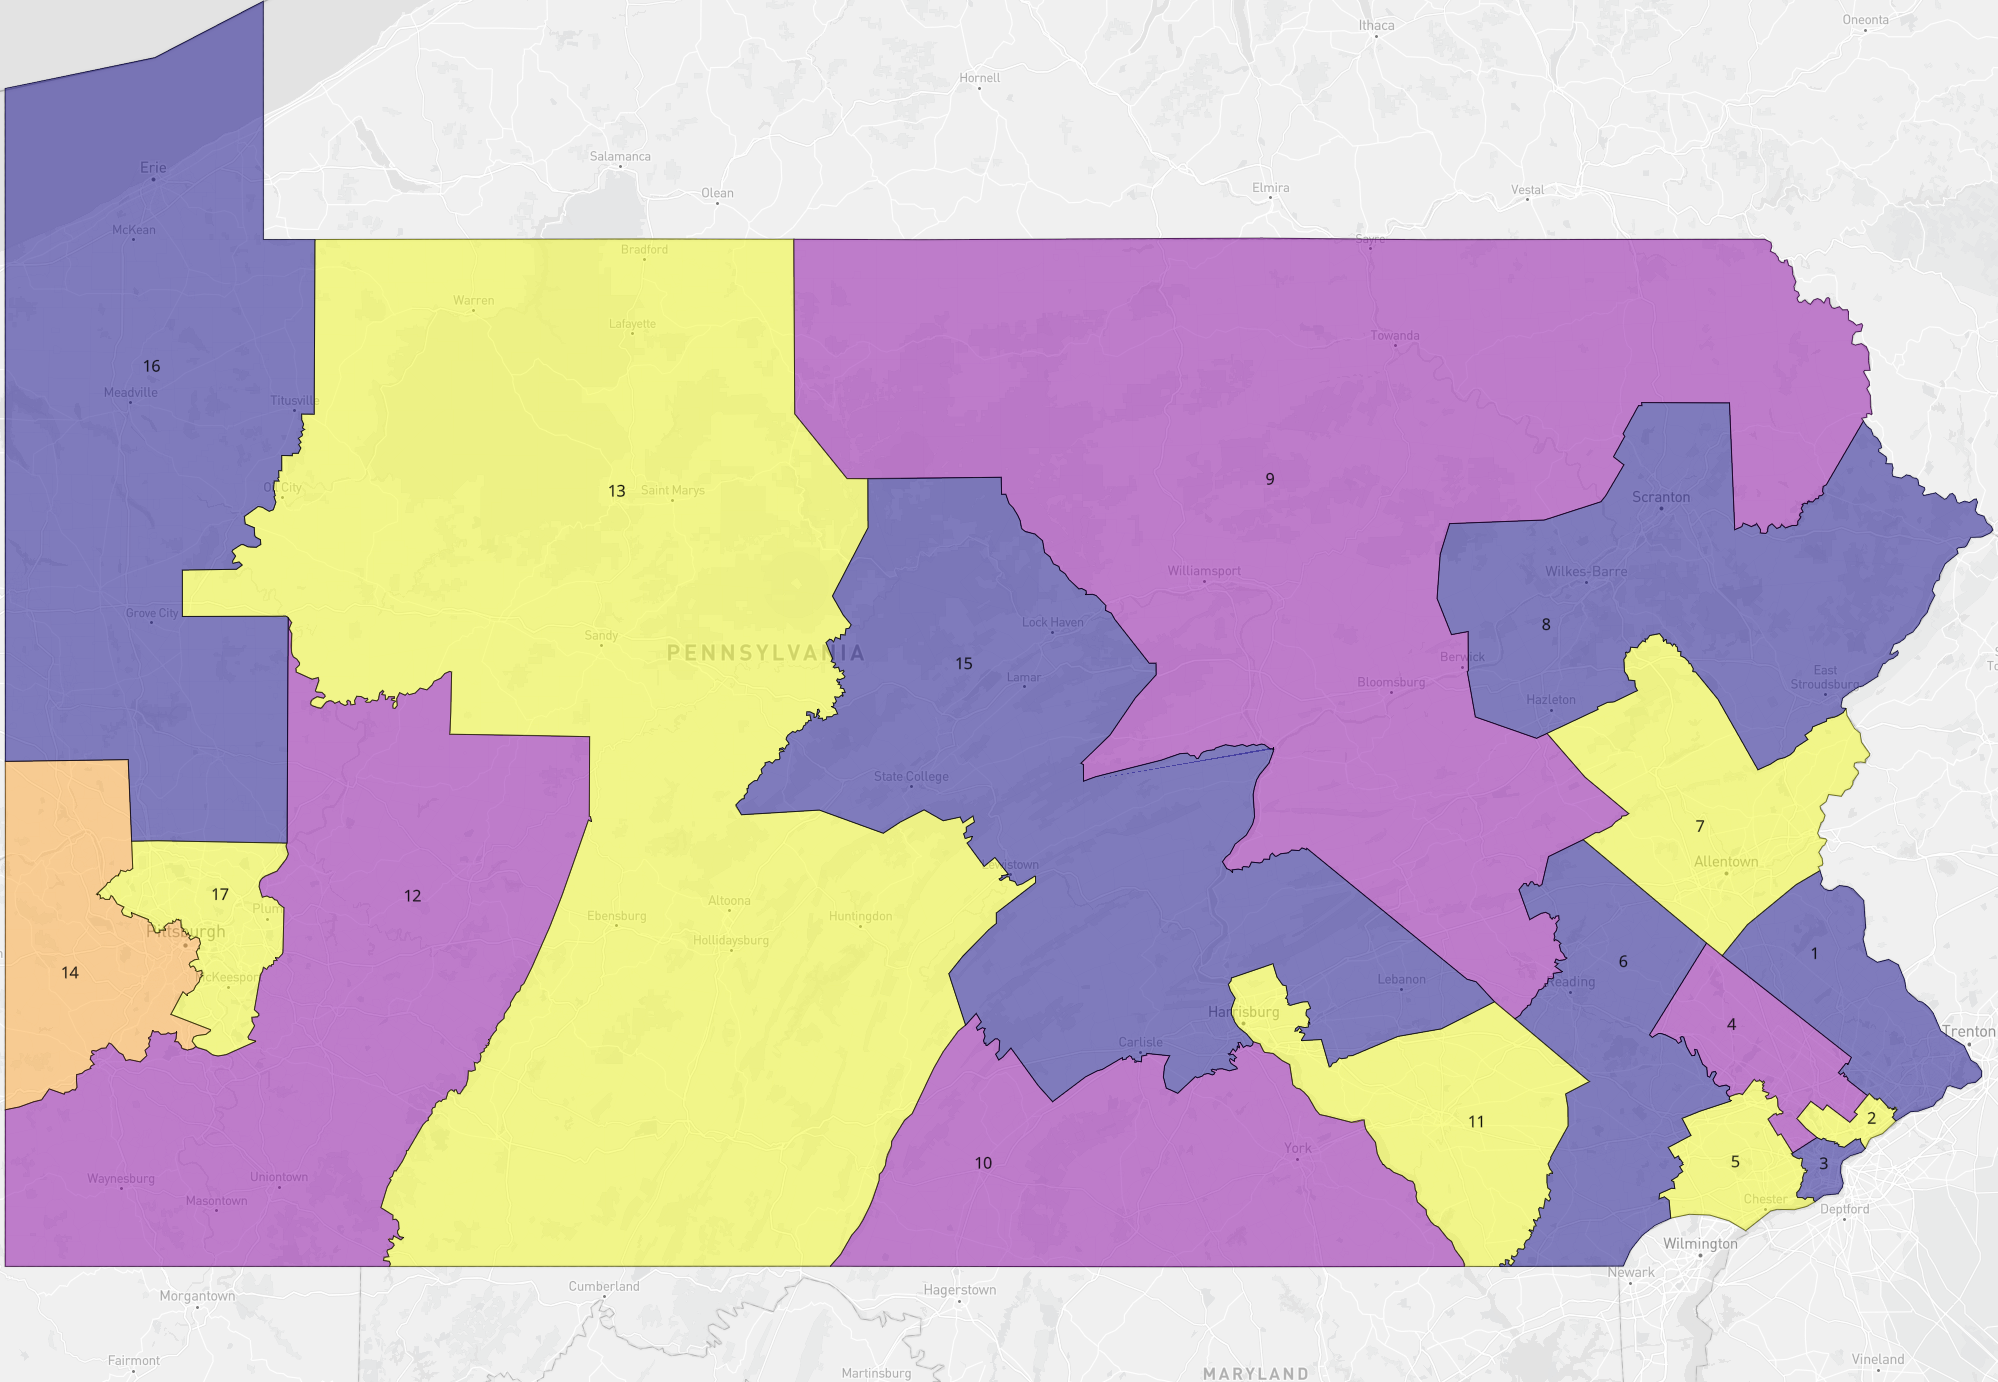 Oneonta
Ithaca
Hornell
Erie
Salamanca
Olean
Elmira
Vestal
McKean
Bradford
Sayre
Warren
Lafayette
Towanda
16
Meadville
Titusville
13
Saint Marys
9
Scranton
Williamsport
Wilkes-Barre
Grove City
Sandy
Lock Haven
8
PENNSYLVANIA
15
Berwick
Lamar
Bloomsburg
East
Stroudsburg
Hazleton
State College
7
Allentown
17
12
Plum
Ebensburg
Altoona
Huntingdon
Pittsburgh
Hollidaysburg
1
6
14
McKeesport
Lebanon
Reading
Harrisburg
4
Trenton
Carlisle
11
2
York
10
5
3
Waynesburg
Uniontown
Masontown
Chester
Deptford
Wilmington
Newark
Cumberland
Hagerstown
Morgantown
Fairmont
Martinsburg
MARYLAND
Vineland